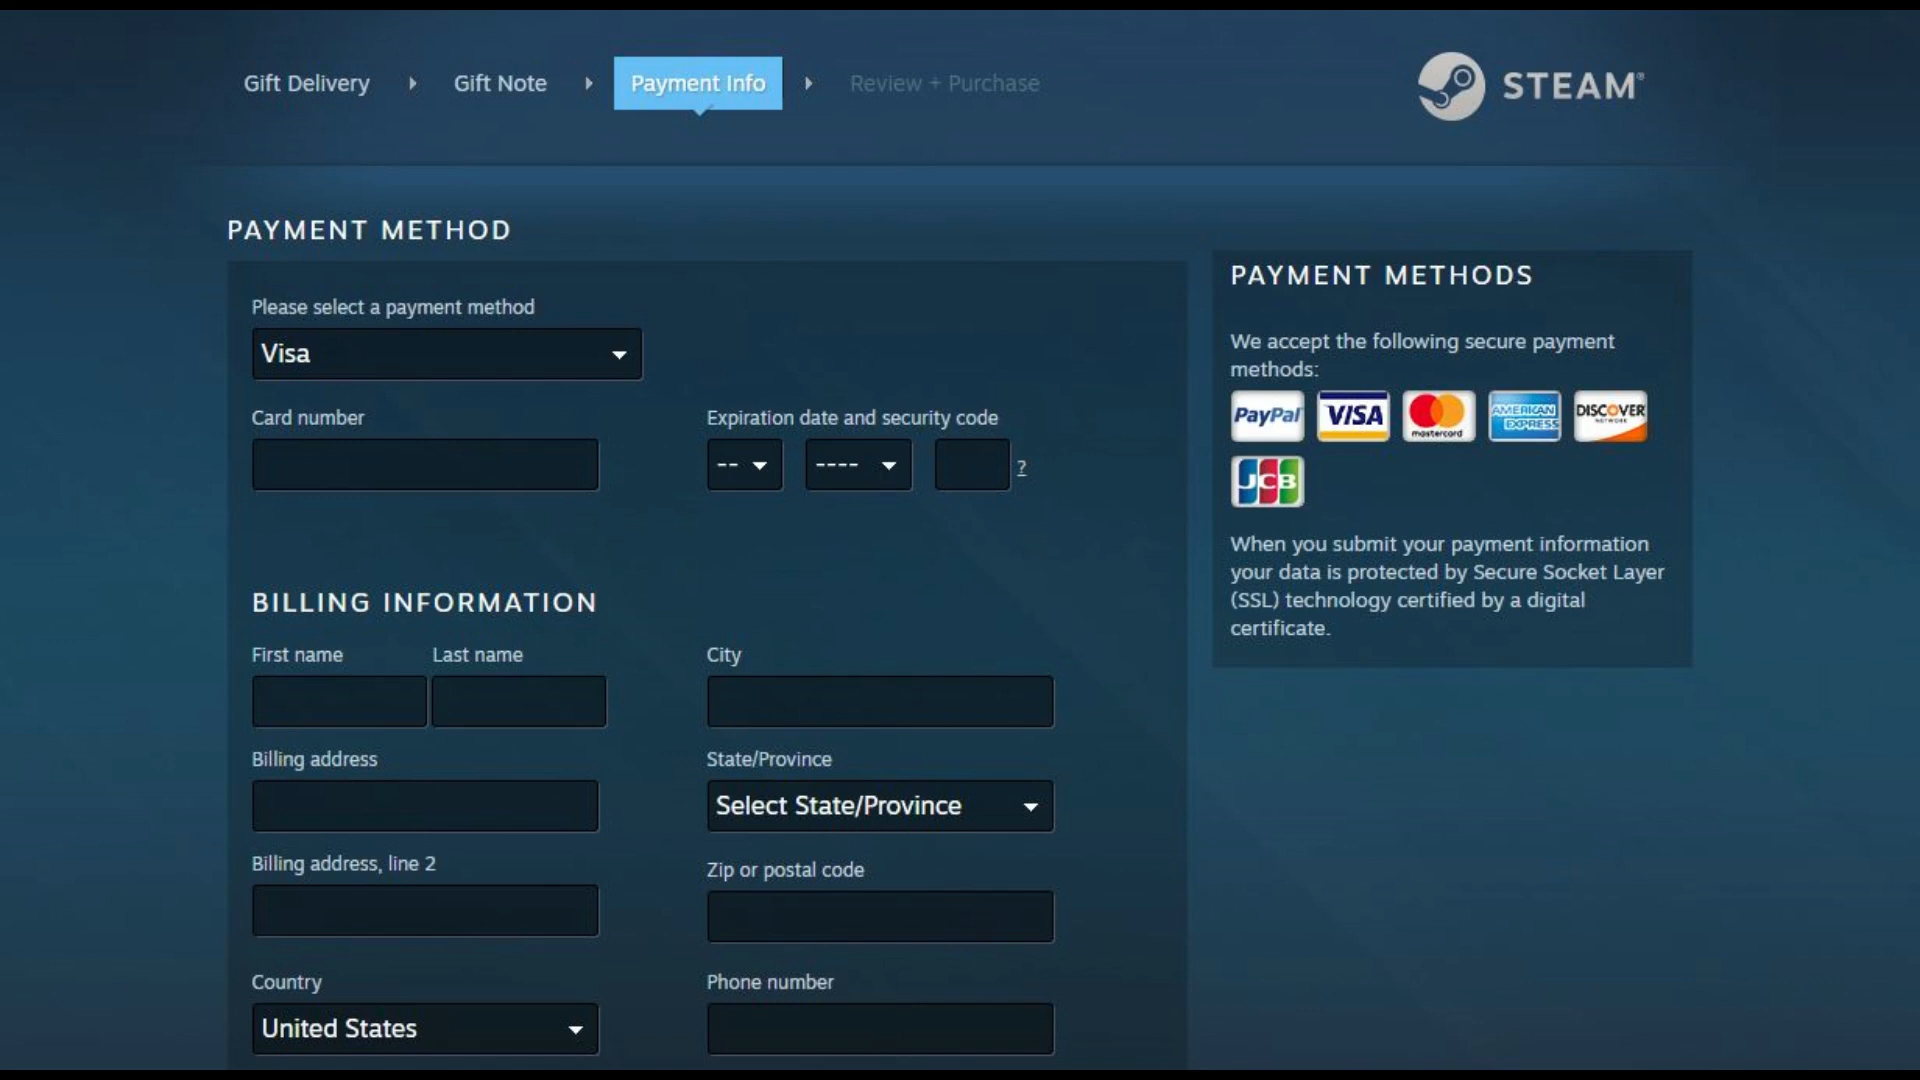 Gift Delivery
Gift Note
Payment Info
Review + Purchase
STEAM®
PAYMENT METHOD
Please select a payment method
Visa
Card number
Expiration date and security code
--
----
?
BILLING INFORMATION
First name
Last name
City
Billing address
State/Province
Select State/Province
Billing address, line 2
Zip or postal code
Country
Phone number
United States
PAYMENT METHODS
We accept the following secure payment
methods:
PayPal
VISA
mastercard
AMERICAN
EXPRESS
DISCOVER
NETWORK
JCB
When you submit your payment information
your data is protected by Secure Socket Layer
(SSL) technology certified by a digital
certificate.